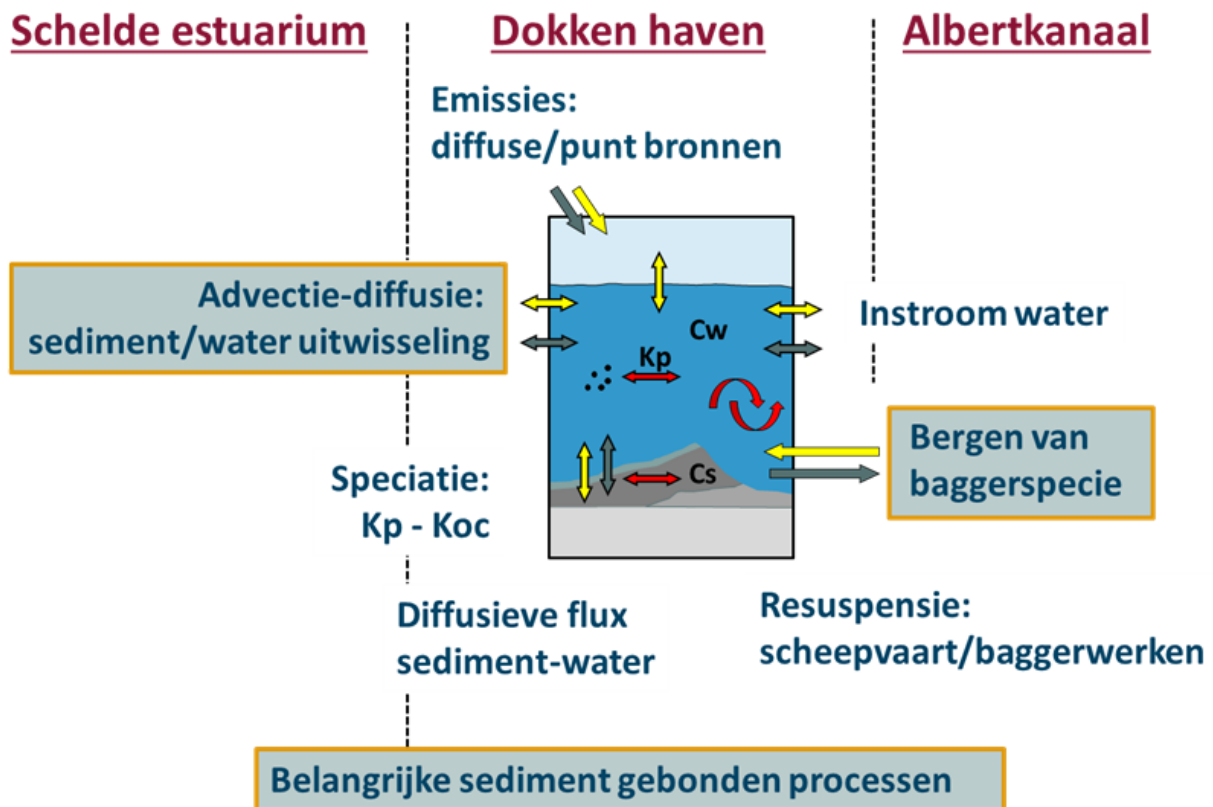 Schelde estuarium
Dokken haven
Albertkanaal
Emissies:
diffuse/punt bronnen
Advectie-diffusie:
sediment/water uitwisseling
Instroom water
Cw
Kp
Bergen van
baggerspecie
Speciatie:
Kp - Koc
Cs
Diffusieve flux
sediment-water
Resuspensie:
scheepvaart/baggerwerken
Belangrijke sediment gebonden processen